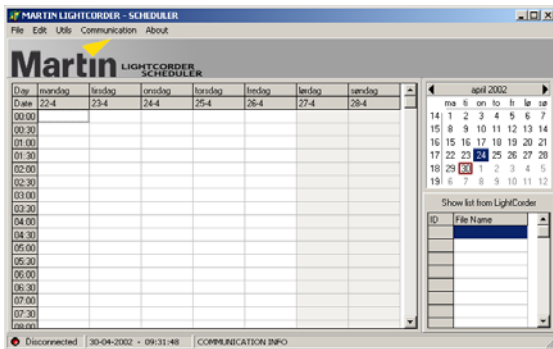 MARTIN LIGHTCORDER - SCHEDULER
File Edit Utils Communication About
Martin LIGHTCORDER
SCHEDULER
Day mandag tirsdag onsdag torsdag fredag lørdag søndag
Date 22-4 23-4 24-4 25-4 26-4 27-4 28-4
00:00
00:30
01:00
01:30
02:00
02:30
03:00
03:30
04:00
04:30
05:00
05:30
06:00
06:30
07:00
07:30
08:00
april 2002
ma ti on to fr lø sø
14 1 2 3 4 5 6 7
15 8 9 10 11 12 13 14
16 15 16 17 18 19 20 21
17 22 23 24 25 26 27 28
18 29 30 1 2 3 4 5
19 6 7 8 9 10 11 12
Show list from LightCorder
ID File Name
Disconnected 30-04-2002 - 09:31:48 COMMUNICATION INFO